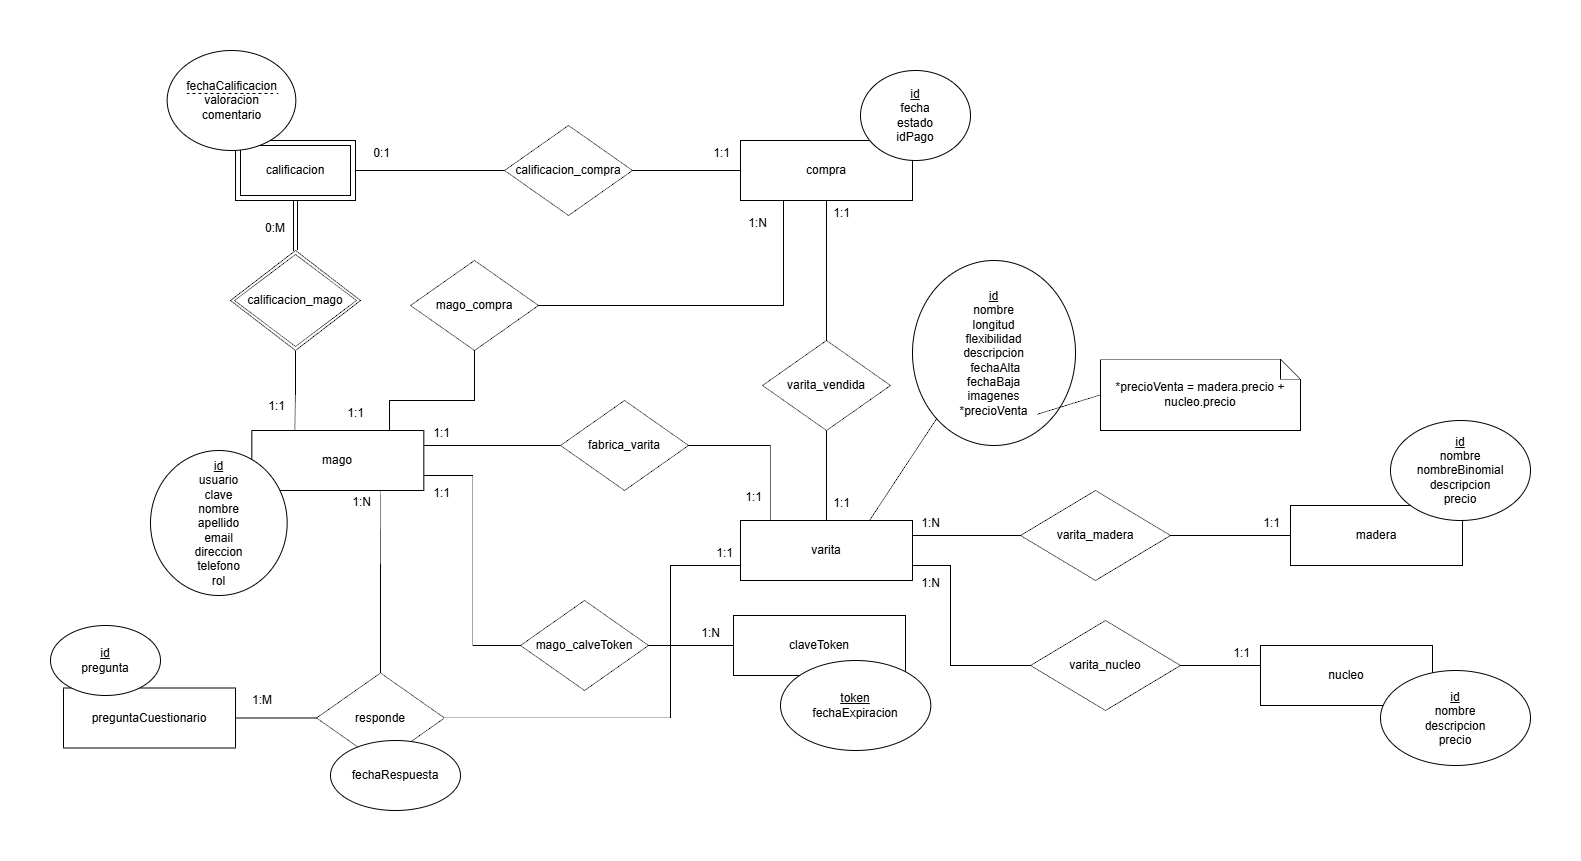 fechaCalificacion
valoracion
comentario
id
fecha
estado
idPago
calificacion
0:1
calificacion_compra
1:1
compra
0:M
1:N
1:1
calificacion_mago
mago_compra
id
nombre
longitud
flexibilidad
descripcion
fechaAlta
fechaBaja
imagenes
*precioVenta
varita_vendida
*precioVenta = madera.precio +
nucleo.precio
1:1
1:1
1:1
fabrica_varita
mago
id
usuario
clave
nombre
apellido
email
direccion
telefono
rol
1:N
1:1
1:1
1:1
id
nombre
nombreBinomial
descripcion
precio
1:N
varita_madera
1:1
madera
varita
1:1
1:N
mago_calveToken
1:N
claveToken
token
fechaExpiracion
varita_nucleo
1:1
nucleo
id
nombre
descripcion
precio
id
pregunta
preguntaCuestionario
1:M
responde
fechaRespuesta